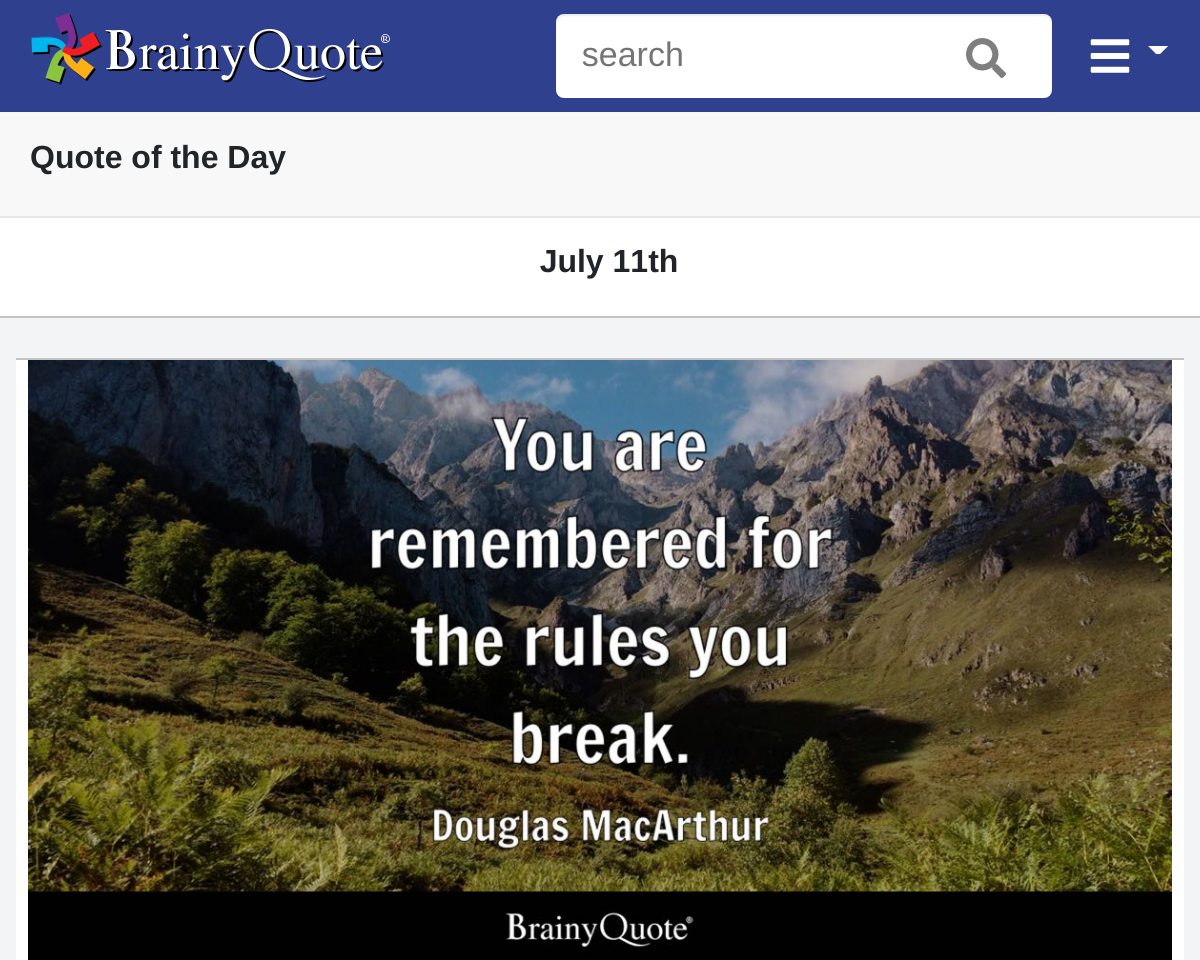 BrainyQuote®
search
Quote of the Day
July 11th
You are
remembered for
the rules you
break.
Douglas MacArthur
BrainyQuote®